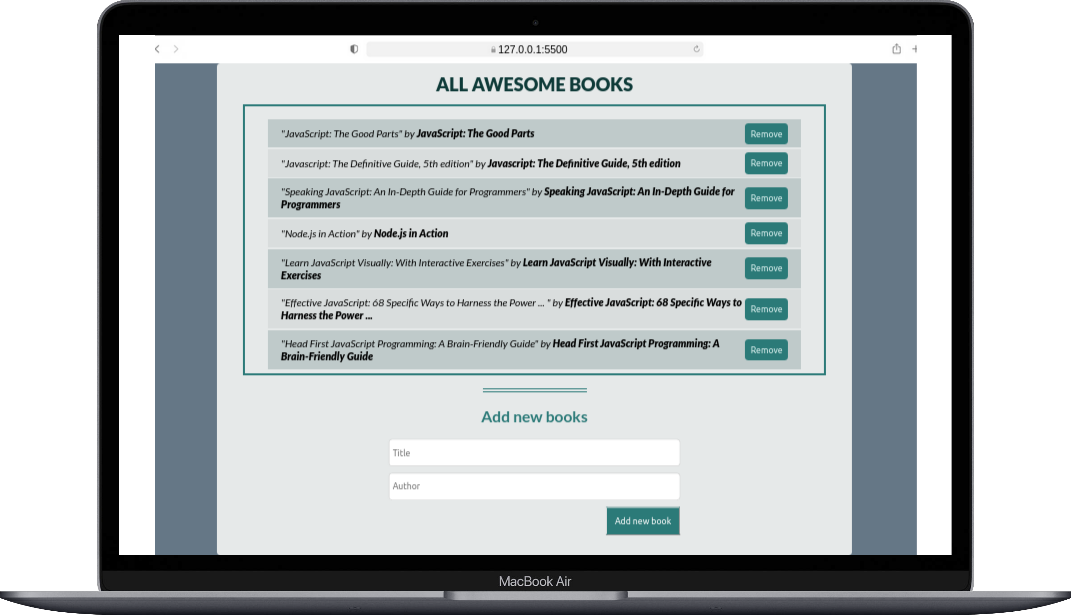 127.0.0.1:5500
ALL AWESOME BOOKS
"JavaScript: The Good Parts" by JavaScript: The Good Parts
Remove
"Javascript: The Definitive Guide, 5th edition" by Javascript: The Definitive Guide, 5th edition
Remove
"Speaking JavaScript: An In-Depth Guide for Programmers" by Speaking JavaScript: An In-Depth Guide for
Programmers
Remove
"Node.js in Action" by Node.js in Action
Remove
"Learn JavaScript Visually: With Interactive Exercises" by Learn JavaScript Visually: With Interactive
Exercises
Remove
"Effective JavaScript: 68 Specific Ways to Harness the Power ... " by Effective JavaScript: 68 Specific Ways to
Harness the Power ...
Remove
"Head First JavaScript Programming: A Brain-Friendly Guide" by Head First JavaScript Programming: A
Brain-Friendly Guide
Remove
Add new books
Title
Author
Add new book
MacBook Air